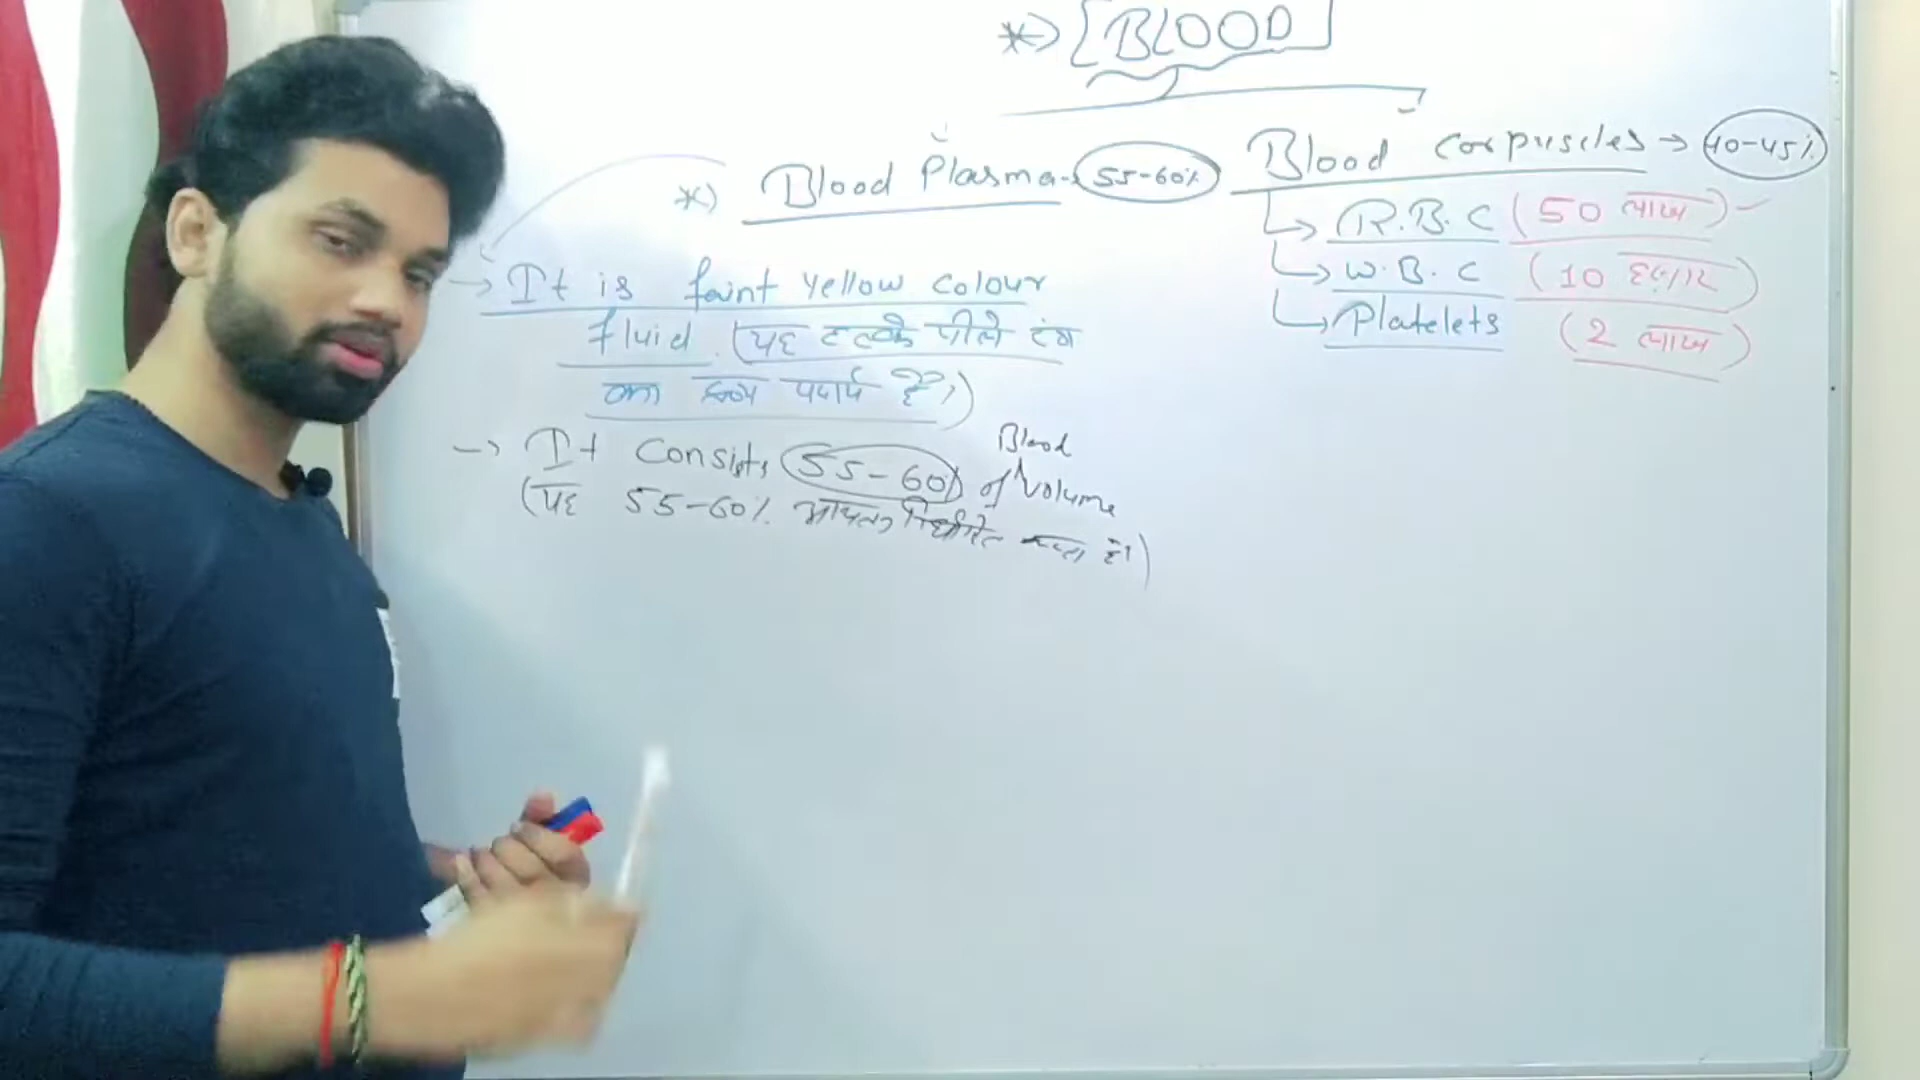 *) [BLOOD]
*) Blood Plasma - 55-60%
Blood Corpuscles → 40-45%
→ R.B.C (50 लाख)
→ W.B.C (10 हजार)
→ Platelets (2 लाख)
→ It is faint yellow colour
fluid. (यह हल्के पीले रंग
का द्रव्य पदार्थ है।)
→ It Consists 55-60% of Blood Volume
(यह 55-60% आयतन निर्धारित करता है।)